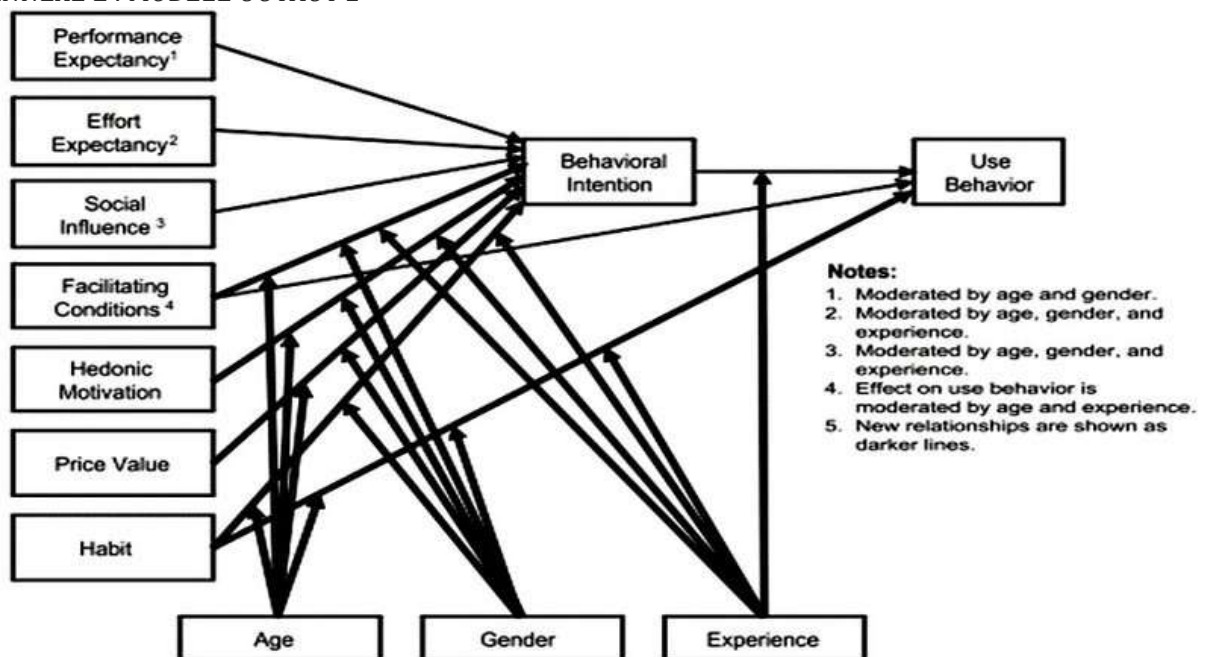 Performance
Expectancy¹
Effort
Expectancy²
Social
Influence ³
Facilitating
Conditions ⁴
Hedonic
Motivation
Price Value
Habit
Behavioral
Intention
Use
Behavior
Notes:
1. Moderated by age and gender.
2. Moderated by age, gender, and
experience.
3. Moderated by age, gender, and
experience.
4. Effect on use behavior is
moderated by age and experience.
5. New relationships are shown as
darker lines.
Age
Gender
Experience